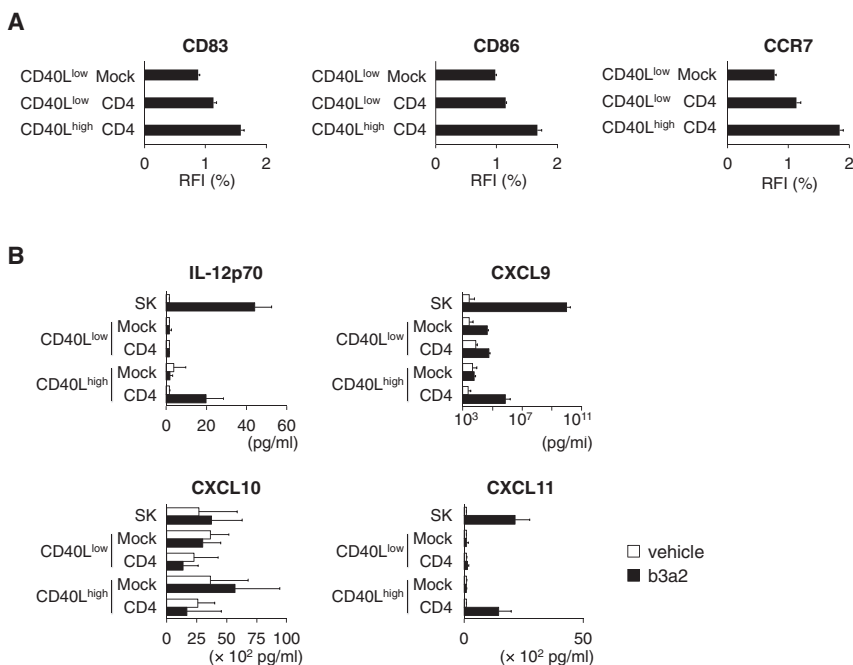 A
CD83 CD86 CCR7
CD40Llow Mock CD40Llow Mock CD40Llow Mock
CD40Llow CD4 CD40Llow CD4 CD40Llow CD4
CD40Lhigh CD4 CD40Lhigh CD4 CD40Lhigh CD4
0 1 2 0 1 2 0 1 2
RFI (%) RFI (%) RFI (%)
B
IL-12p70 CXCL9
SK SK
CD40Llow Mock CD40Llow Mock
CD4 CD4
CD40Lhigh Mock CD40Lhigh Mock
CD4 CD4
0 20 40 60 10³ 10⁷ 10¹¹
(pg/ml) (pg/mi)
CXCL10 CXCL11
SK SK
CD40Llow Mock CD40Llow Mock
CD4 CD4
CD40Lhigh Mock CD40Lhigh Mock
CD4 CD4
0 25 50 75 100 0 50
(× 10² pg/ml) (× 10² pg/ml)
vehicle
b3a2